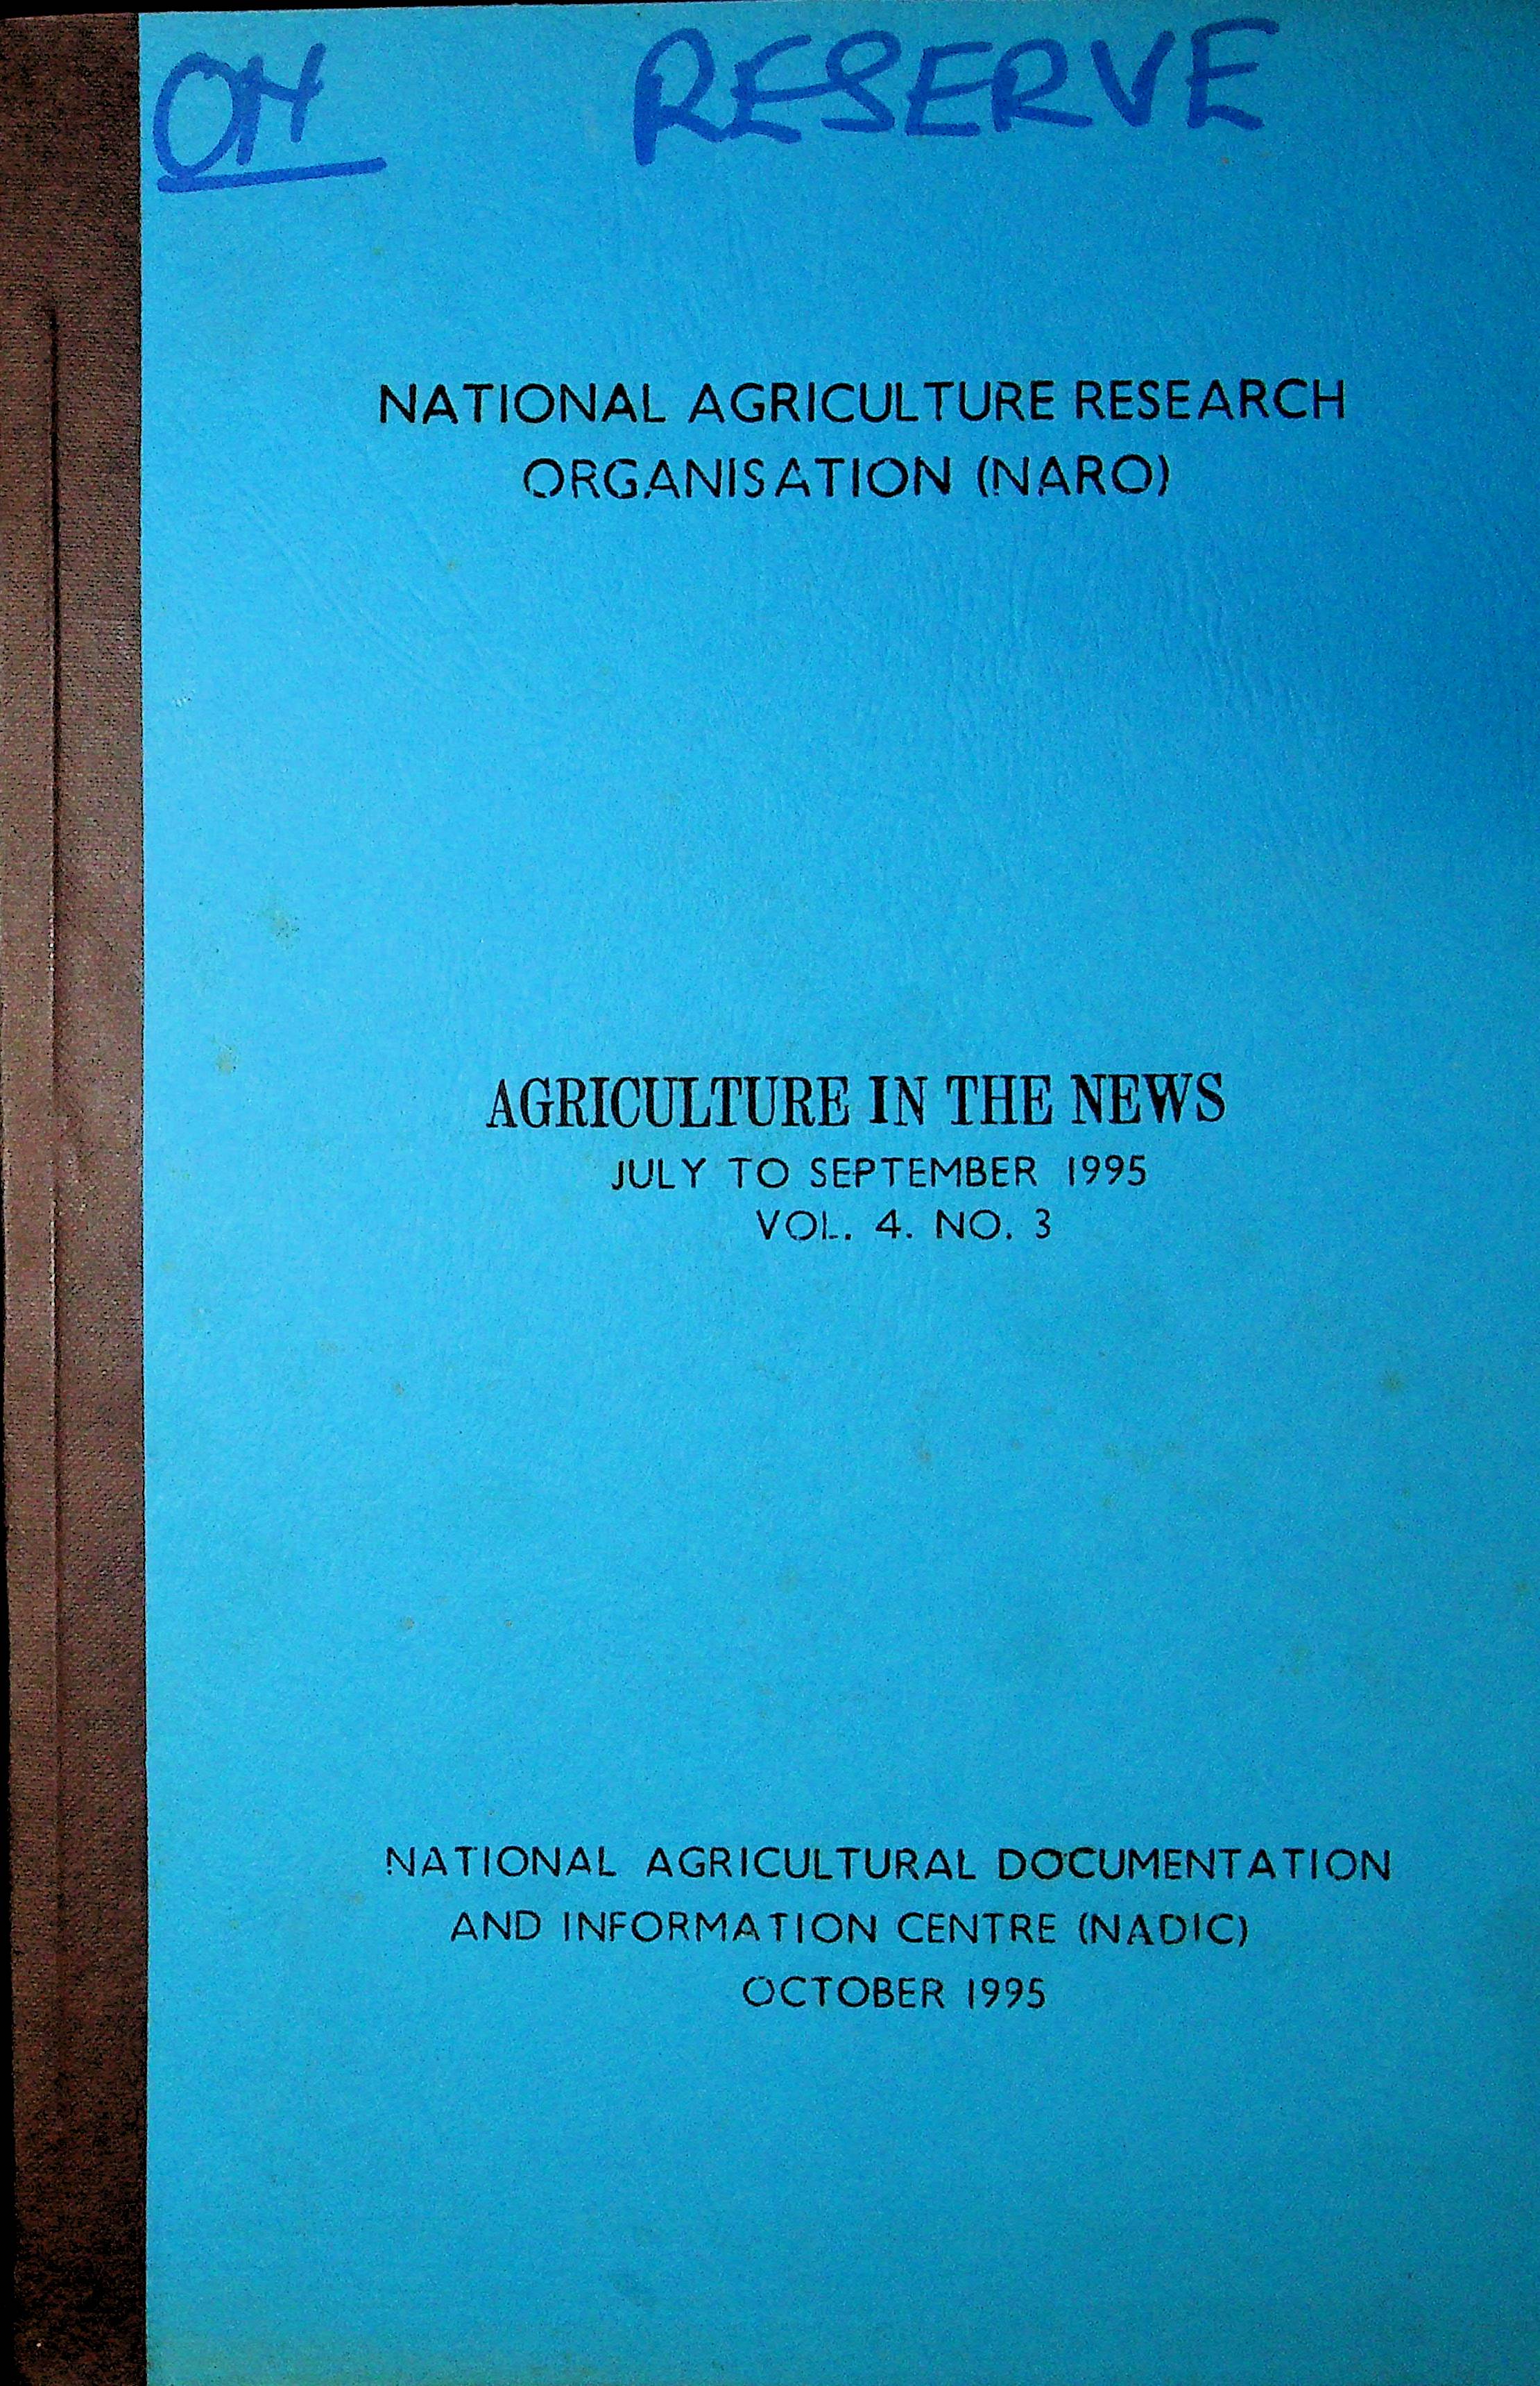 ON RESERVE
NATIONAL AGRICULTURE RESEARCH
ORGANISATION (NARO)
AGRICULTURE IN THE NEWS
JULY TO SEPTEMBER 1995
VOL. 4. NO. 3
NATIONAL AGRICULTURAL DOCUMENTATION
AND INFORMATION CENTRE (NADIC)
OCTOBER 1995